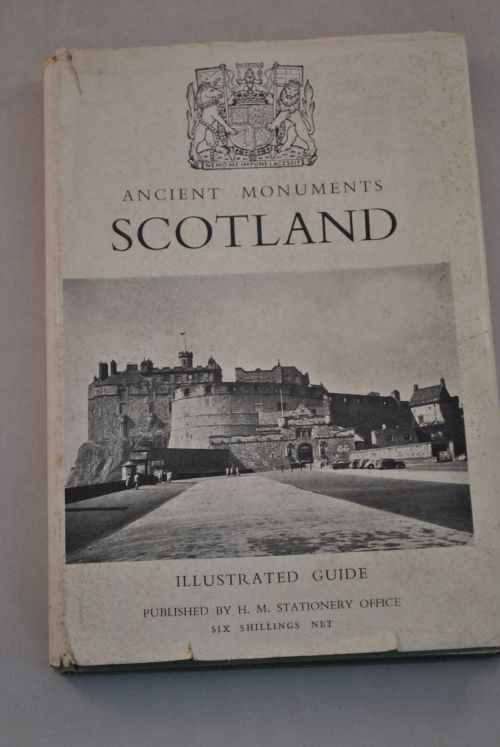 NEMO ME IMPUNE LACESSIT
ANCIENT MONUMENTS
SCOTLAND
ILLUSTRATED GUIDE
PUBLISHED BY H. M. STATIONERY OFFICE
SIX SHILLINGS NET